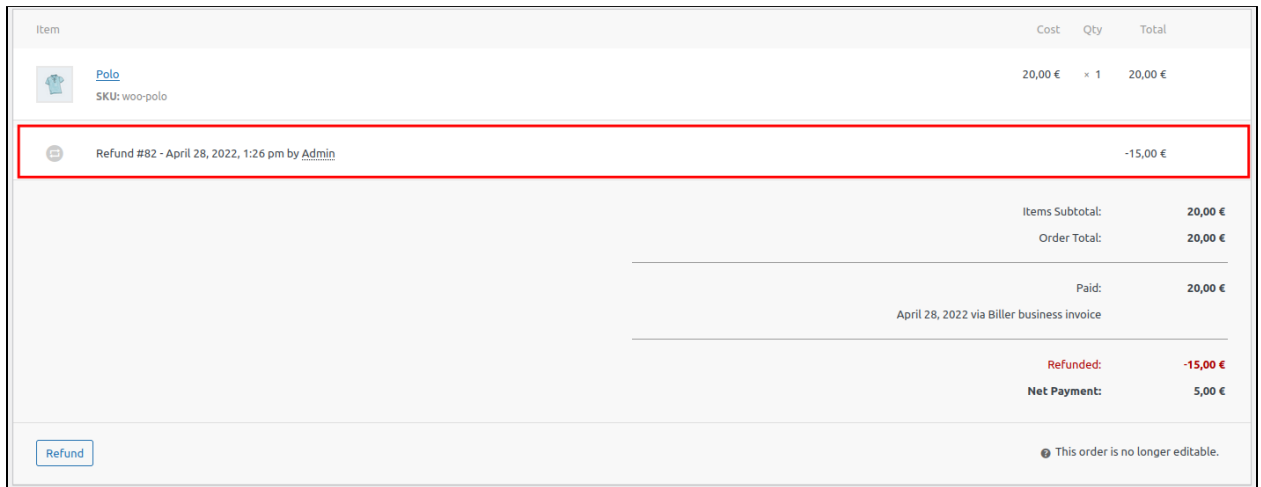 Item Cost Qty Total
Polo 20,00 € × 1 20,00 €
SKU: woo-polo
Refund #82 - April 28, 2022, 1:26 pm by Admin -15,00 €
Items Subtotal: 20,00 €
Order Total: 20,00 €
Paid: 20,00 €
April 28, 2022 via Biller business invoice
Refunded: -15,00 €
Net Payment: 5,00 €
Refund ? This order is no longer editable.